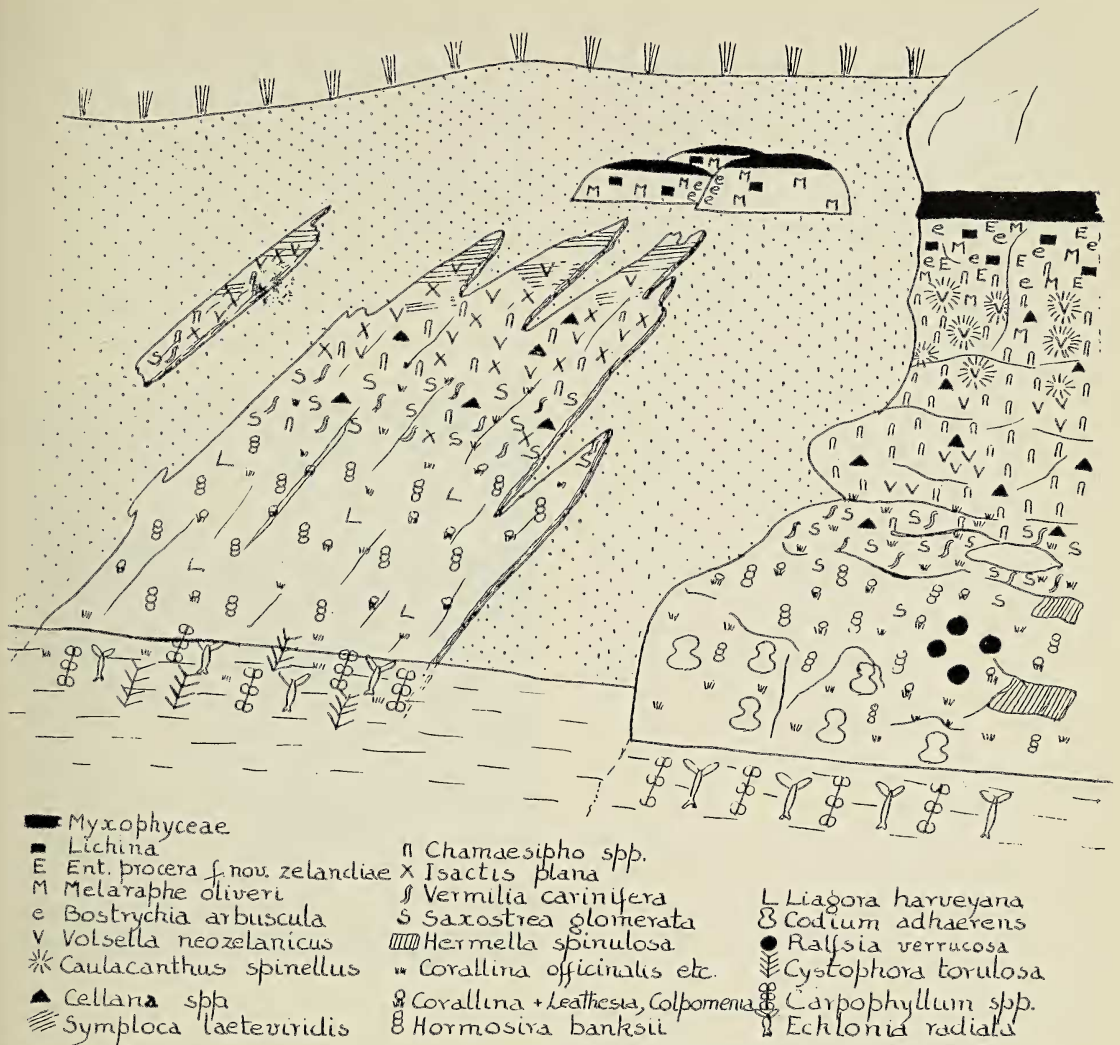 Myxophyceae
Lichina
E Ent. procera f. nov. zelandiae
M Melaraphe oliveri
e Bostrychia arbuscula
V Volsella neozelanicus
Caulacanthus spinellus
Cellana spp
Symploca laeteviridis
Chamaesipho spp.
X Isactis plana
Vermilia carinifera
S Saxostrea glomerata
Hermella spinulosa
Corallina officinalis etc.
Corallina + Leathesia, Colpomenia
Hormosira banksii
L Liagora harveyana
Codium adhaerens
Ralfsia verrucosa
Cystophora torulosa
Carpophyllum spp.
Echlonia radiata